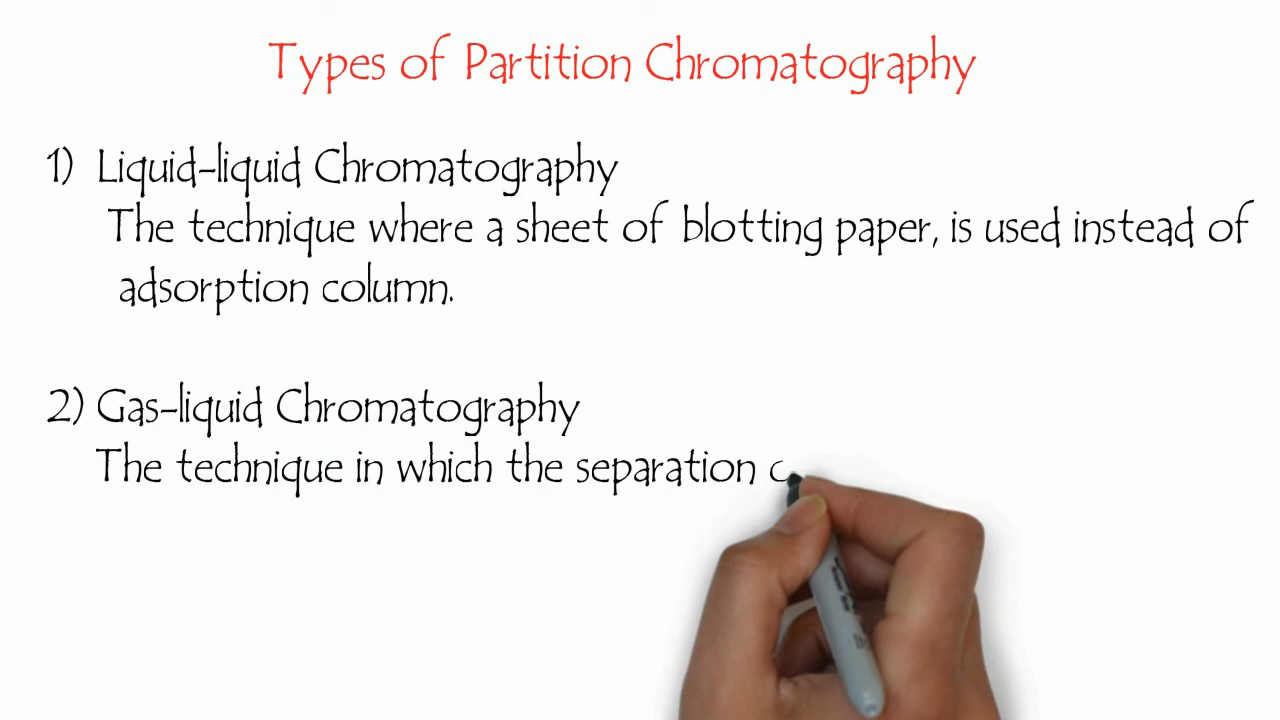 Types of Partition Chromatography
1) Liquid-liquid Chromatography
The technique where a sheet of blotting paper, is used instead of
adsorption column.
2) Gas-liquid Chromatography
The technique in which the separation